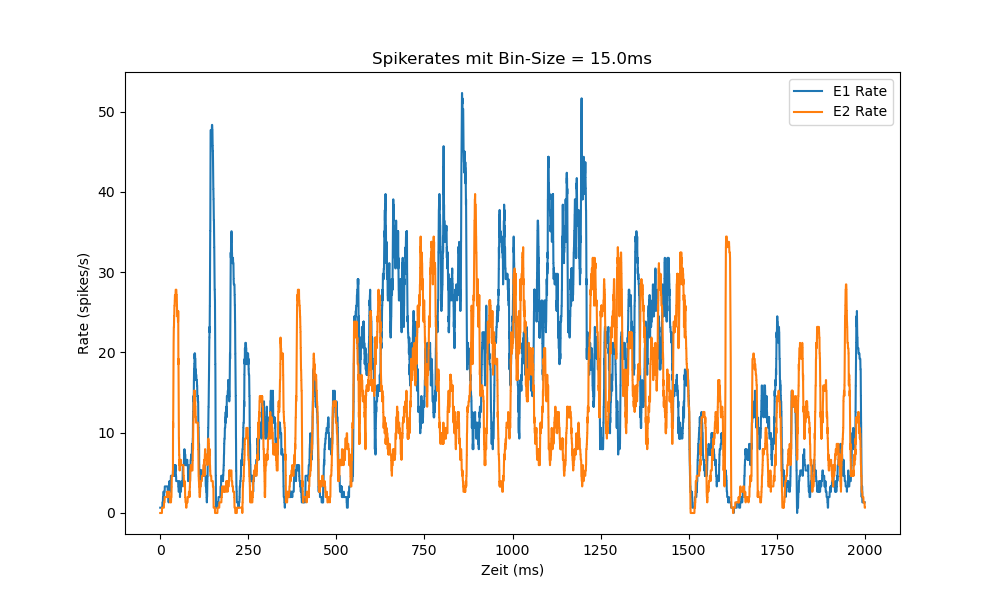 Spikerates mit Bin-Size = 15.0ms
E1 Rate
E2 Rate
Rate (spikes/s)
50
40
30
20
10
0
0 250 500 750 1000 1250 1500 1750 2000
Zeit (ms)